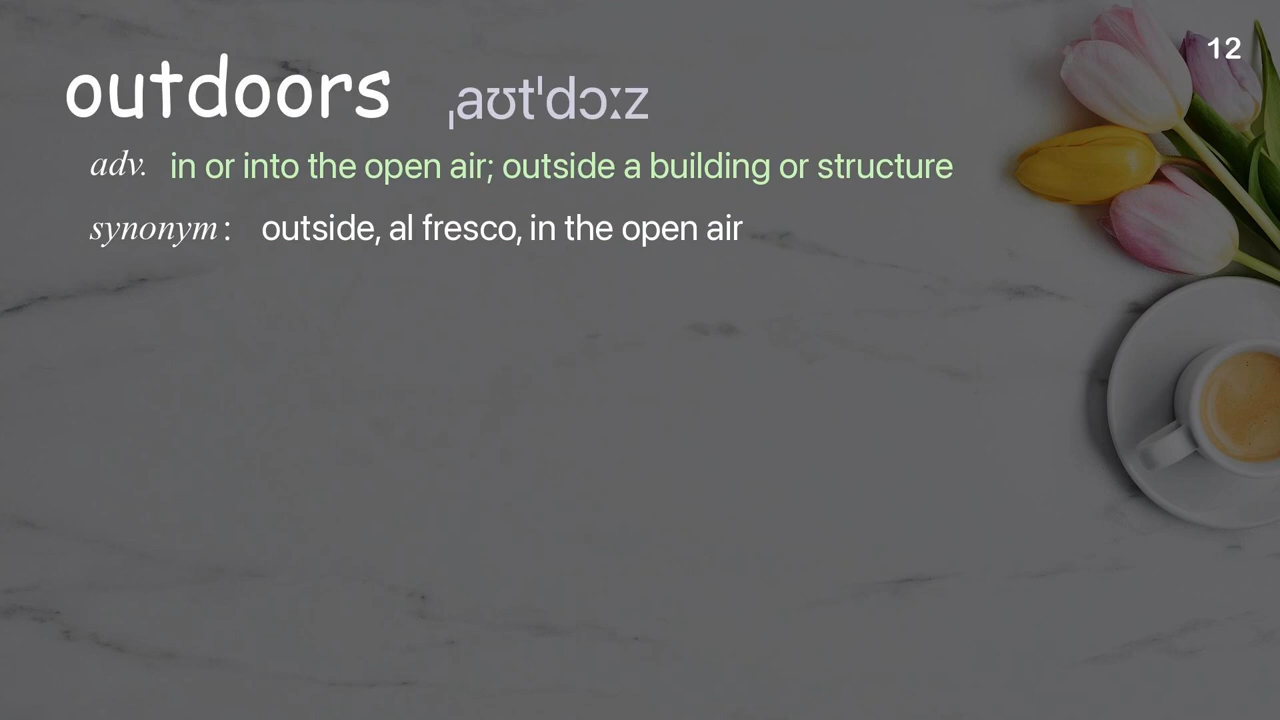 12
outdoors ˌaʊtˈdɔːz
adv. in or into the open air; outside a building or structure
synonym: outside, al fresco, in the open air